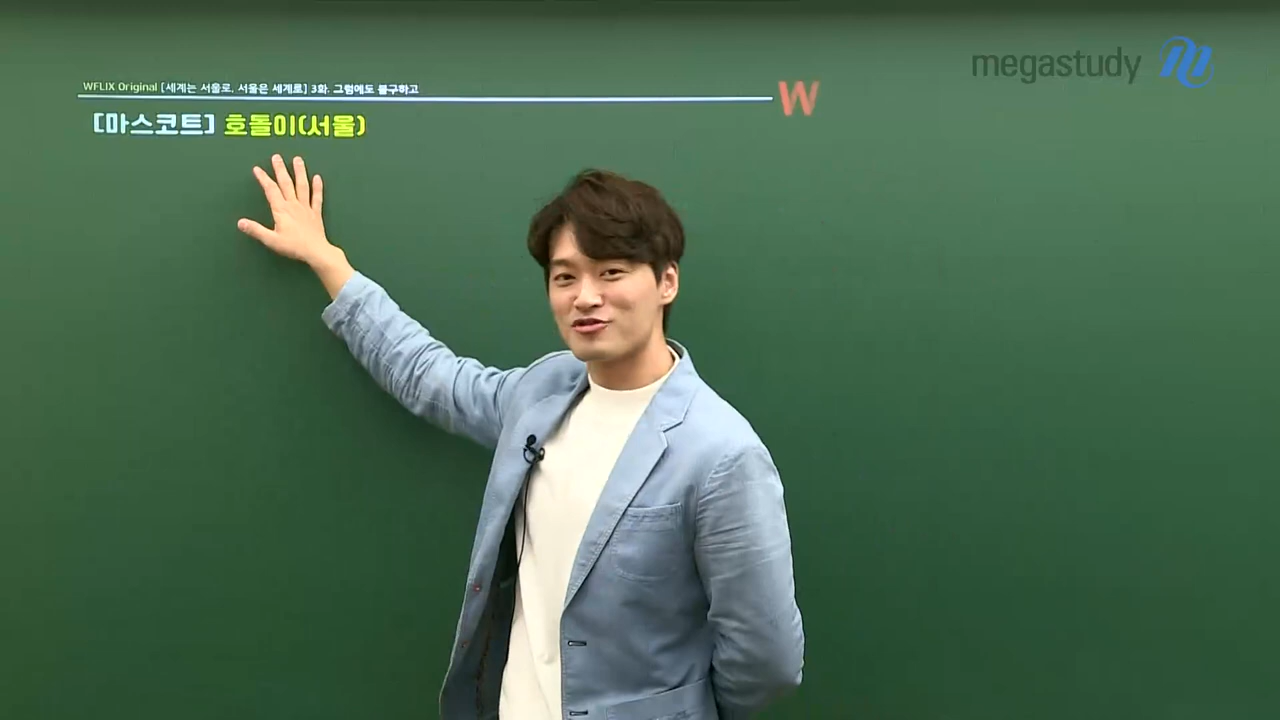 megastudy
WFLIX Original [세계는 서울로, 서울은 세계로] 3화. 그럼에도 불구하고
W
[마스코트] 호돌이(서울)